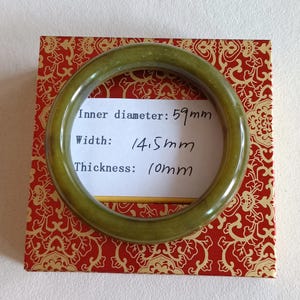 Inner diameter: 59mm
Width: 14.5mm
Thickness: 10mm